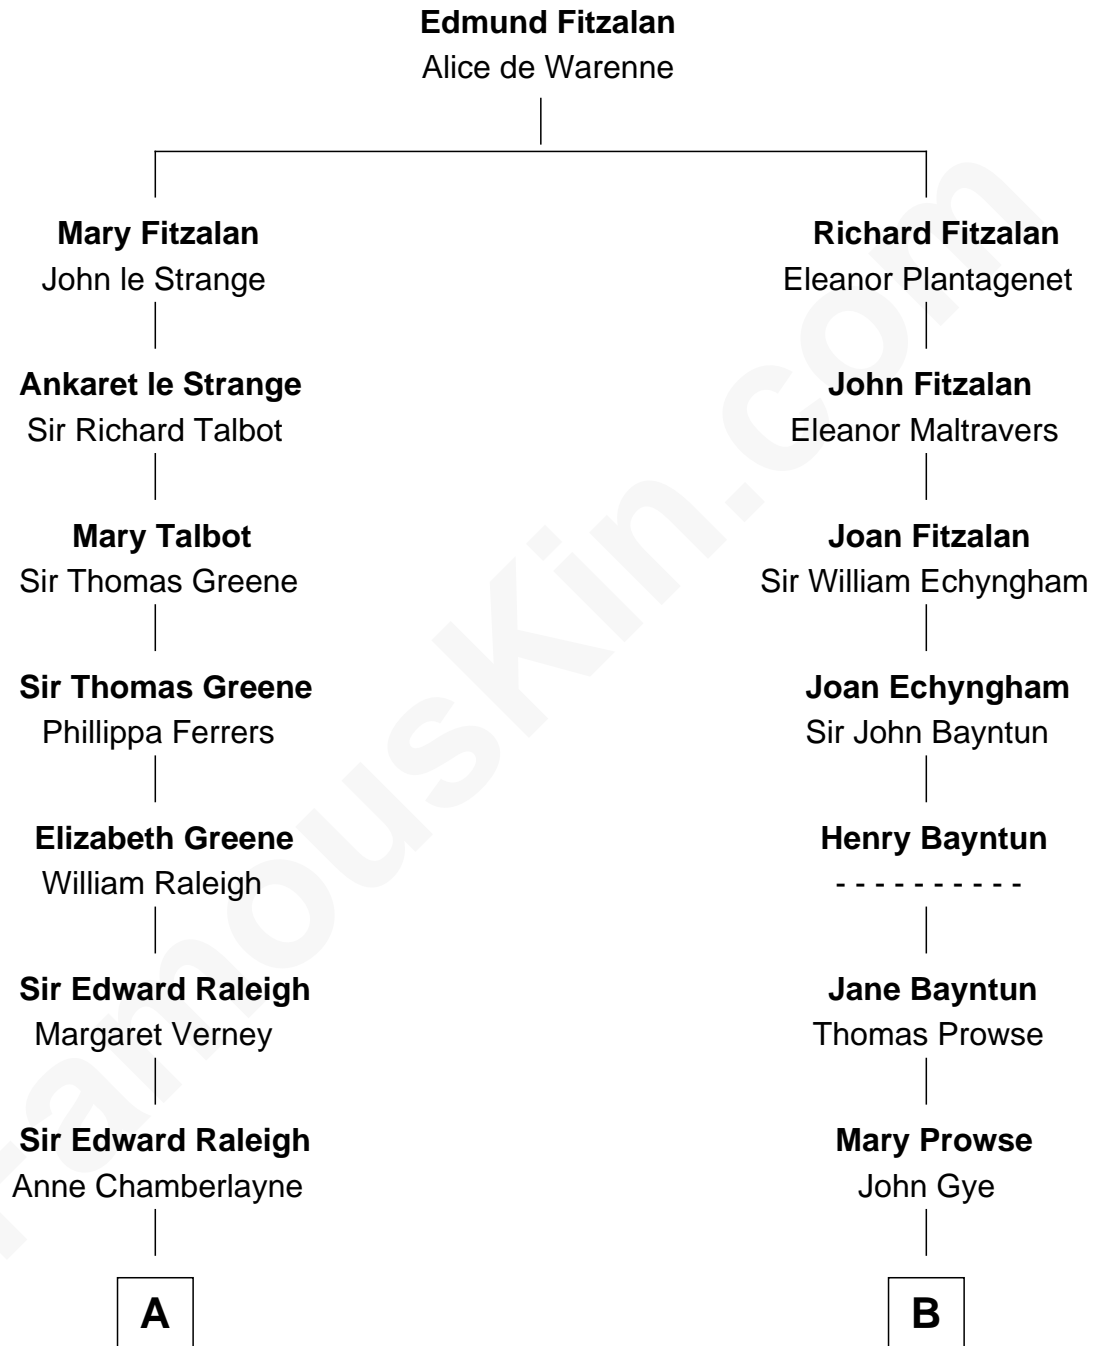 Edmund Fitzalan
Alice de Warenne
Mary Fitzalan
John le Strange
Richard Fitzalan
Eleanor Plantagenet
Ankaret le Strange
Sir Richard Talbot
John Fitzalan
Eleanor Maltravers
Mary Talbot
Sir Thomas Greene
Joan Fitzalan
Sir William Echyngham
Sir Thomas Greene
Phillippa Ferrers
Joan Echyngham
Sir John Bayntun
Elizabeth Greene
William Raleigh
Henry Bayntun
- - - - - - - - - -
Sir Edward Raleigh
Margaret Verney
Jane Bayntun
Thomas Prowse
Sir Edward Raleigh
Anne Chamberlayne
Mary Prowse
John Gye
A
B
FamousKin.com